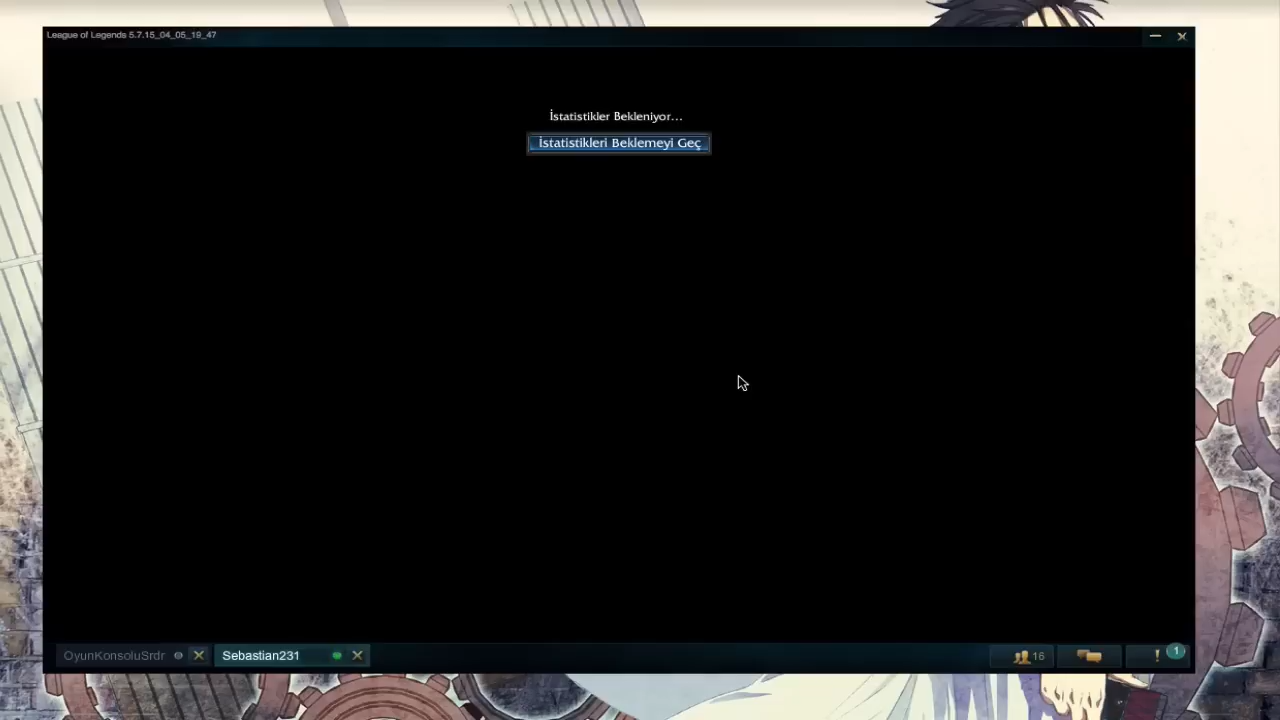 League of Legends 5.7.15_04_05_19_47
İstatistikler Bekleniyor...
İstatistikleri Beklemeyi Geç
OyunKonsoluSrdr
Sebastian231
16
1